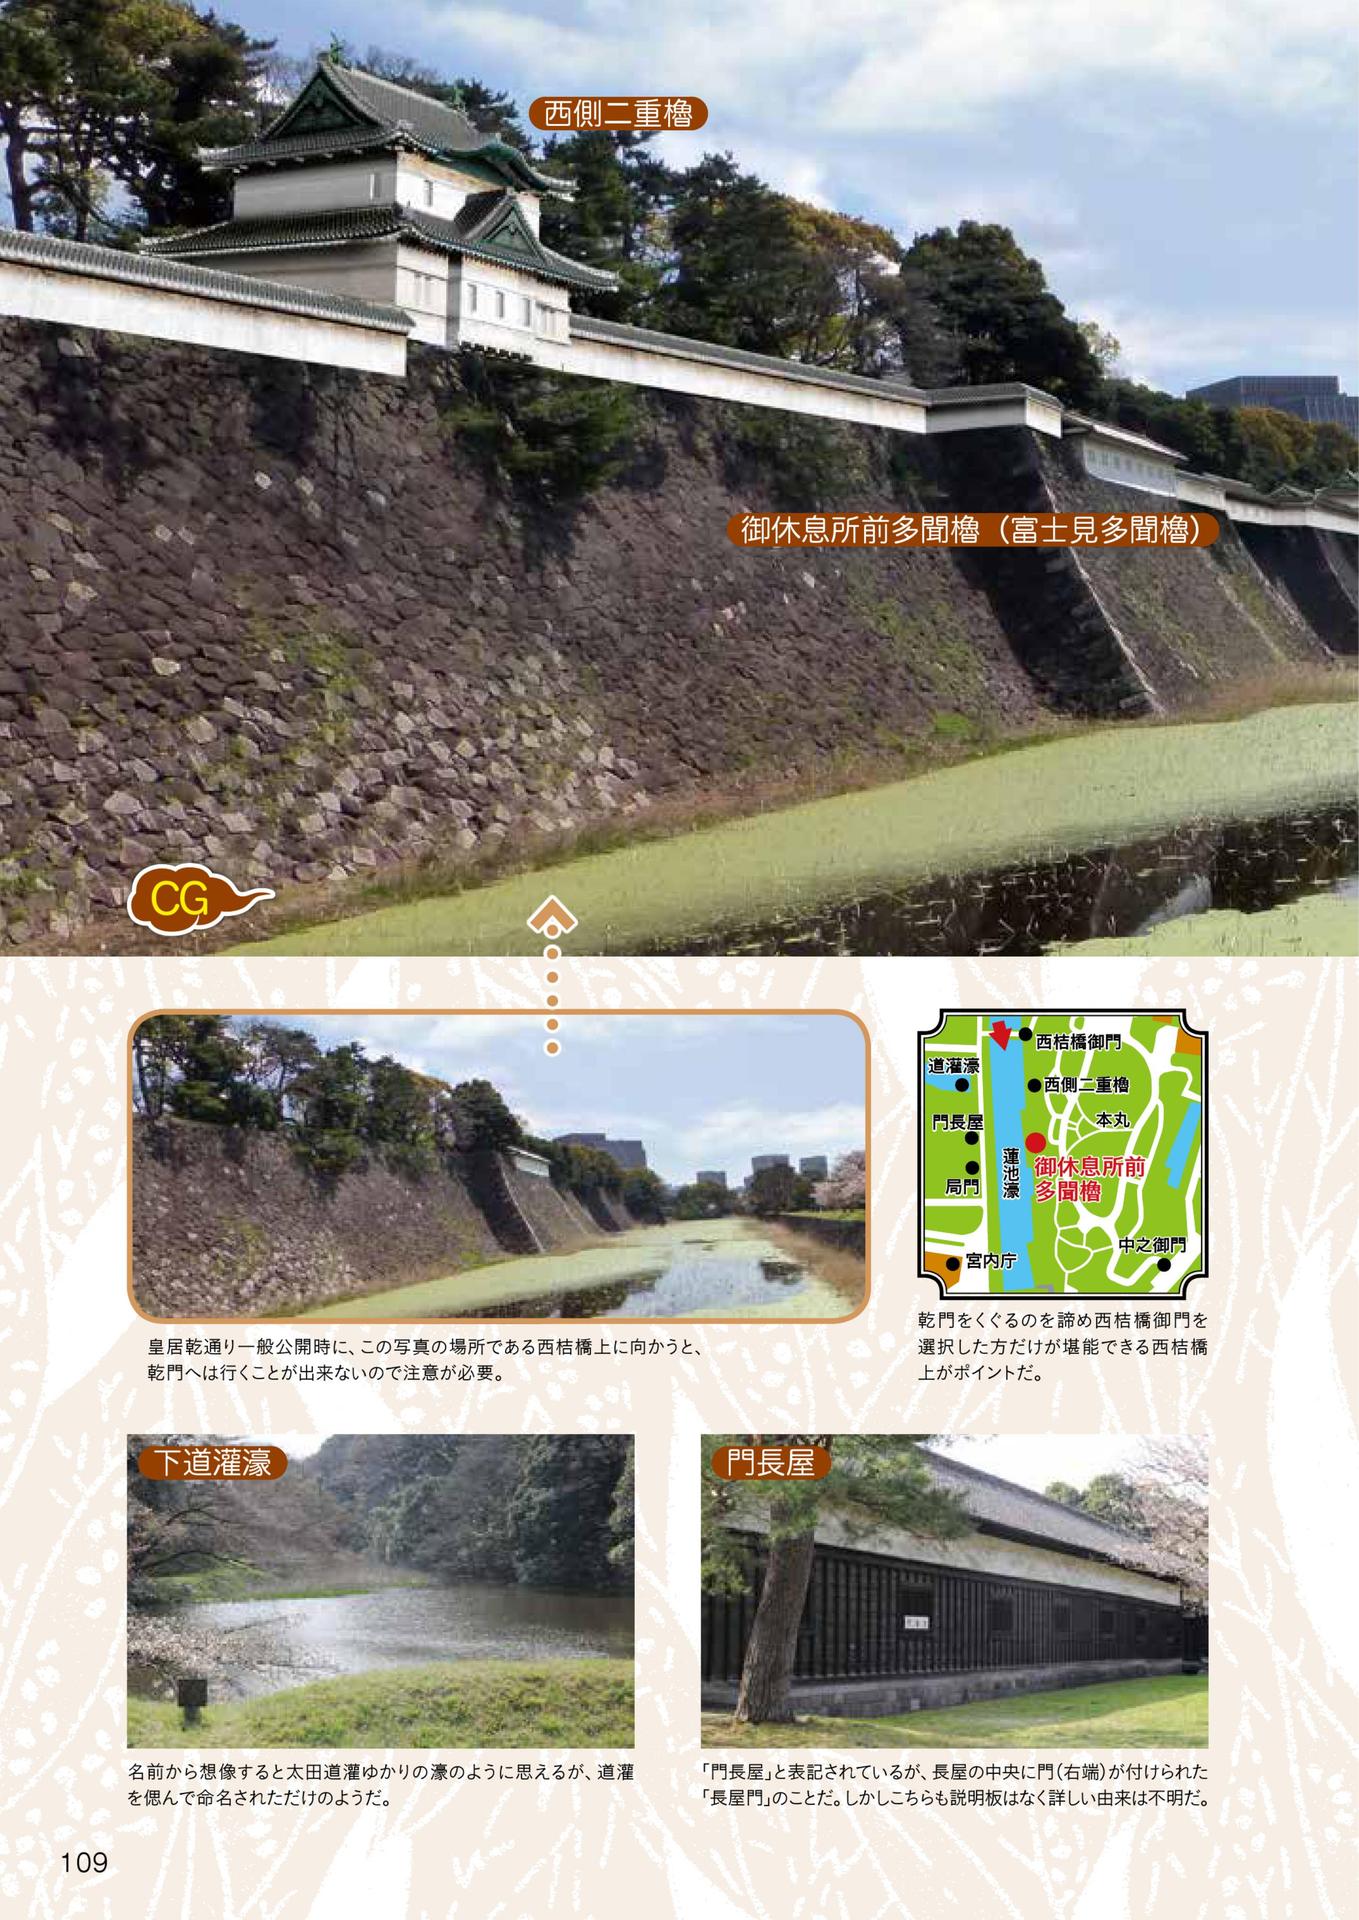 西側二重櫓
御休息所前多聞櫓（富士見多聞櫓）
CG
西桔橋御門
道灌濠
西側二重櫓
本丸
門長屋
蓮池濠
御休息所前
多聞櫓
局門
中之御門
宮内庁
皇居乾通り一般公開時に、この写真の場所である西桔橋上に向かうと、
乾門へは行くことが出来ないので注意が必要。
乾門をくぐるのを諦め西桔橋御門を
選択した方だけが堪能できる西桔橋
上がポイントだ。
下道灌濠
門長屋
名前から想像すると太田道灌ゆかりの濠のように思えるが、道灌
を偲んで命名されただけのようだ。
「門長屋」と表記されているが、長屋の中央に門（右端）が付けられた
「長屋門」のことだ。しかしこちらも説明板はなく詳しい由来は不明だ。
109